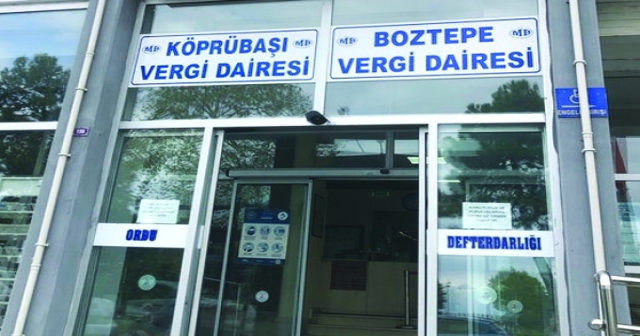 KÖPRÜBAŞI
VERGİ DAİRESİ
BOZTEPE
VERGİ DAİRESİ
ORDU
DEFTERDARLIĞI